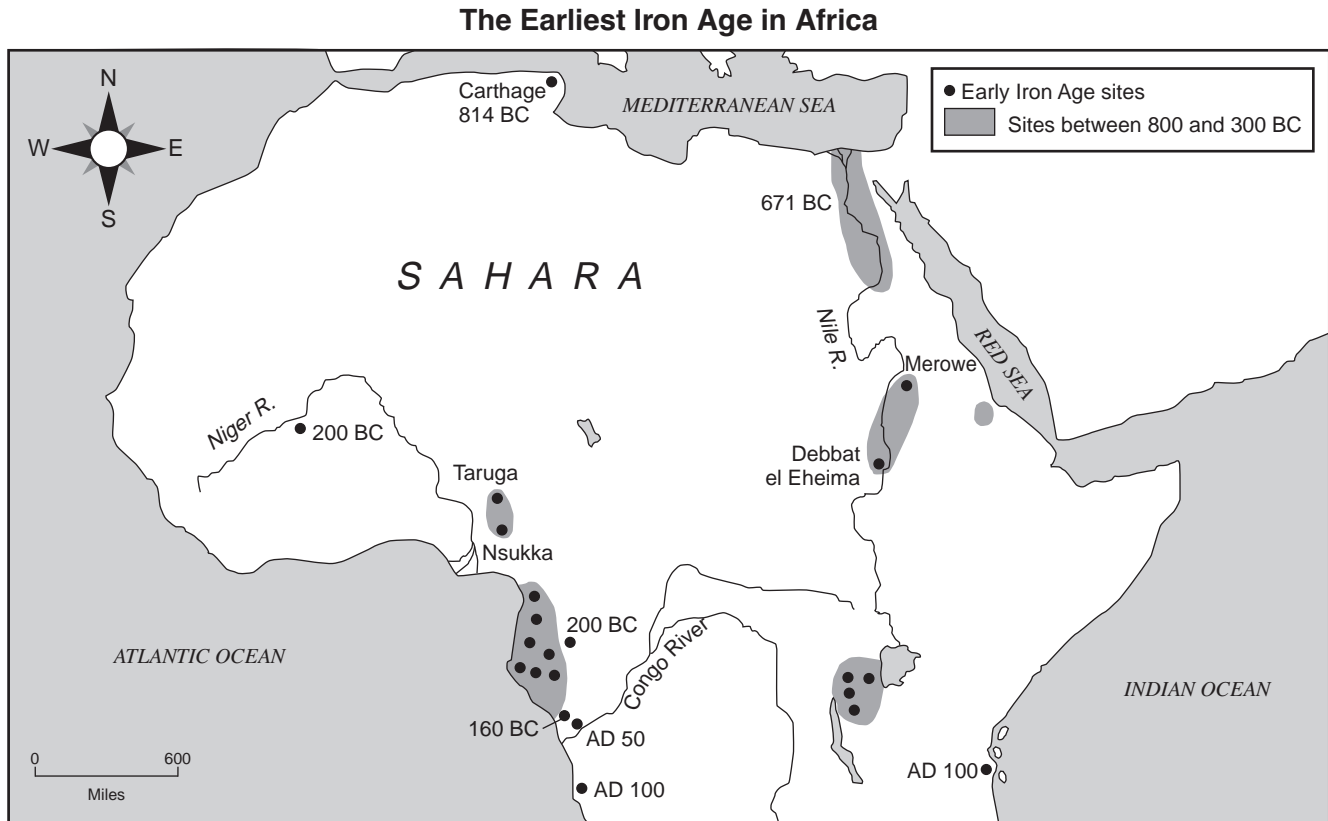 The Earliest Iron Age in Africa
N
W
E
S
Carthage
814 BC
MEDITERRANEAN SEA
Early Iron Age sites
Sites between 800 and 300 BC
671 BC
SAHARA
Nile R.
RED SEA
Merowe
Niger R.
200 BC
Debbat
el Eheima
Taruga
Nsukka
200 BC
Congo River
ATLANTIC OCEAN
INDIAN OCEAN
160 BC
AD 50
AD 100
AD 100
0
600
Miles